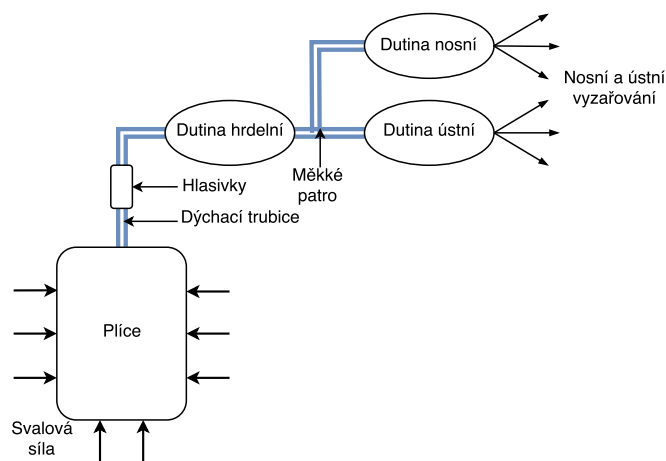 Dutina nosní
Nosní a ústní
vyzařování
Dutina hrdelní
Dutina ústní
Měkké
patro
Hlasivky
Dýchací trubice
Plíce
Svalová
síla